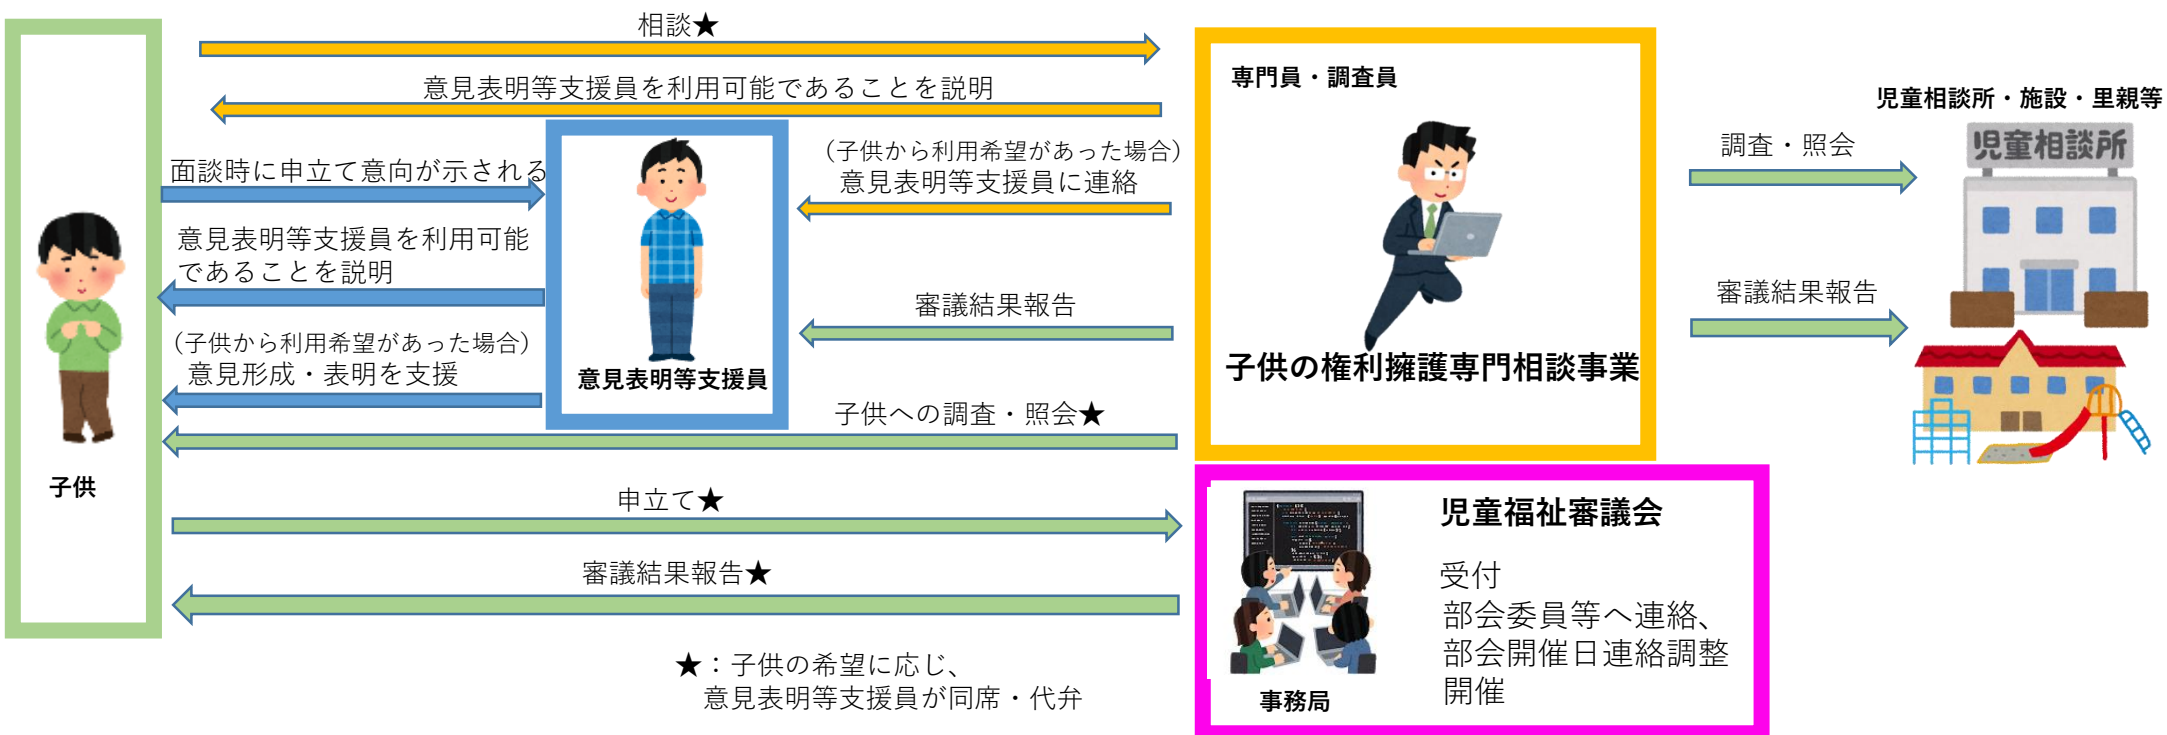 相談★
意見表明等支援員を利用可能であることを説明
専門員・調査員
児童相談所・施設・里親等
児童相談所
調査・照会
(子供から利用希望があった場合)
意見表明等支援員に連絡
面談時に申立て意向が示される
意見表明等支援員を利用可能
であることを説明
審議結果報告
審議結果報告
(子供から利用希望があった場合)
意見形成・表明を支援
意見表明等支援員
子供の権利擁護専門相談事業
子供への調査・照会★
子供
申立て★
児童福祉審議会
審議結果報告★
受付
部会委員等へ連絡、
部会開催日連絡調整
開催
事務局
★：子供の希望に応じ、
意見表明等支援員が同席・代弁